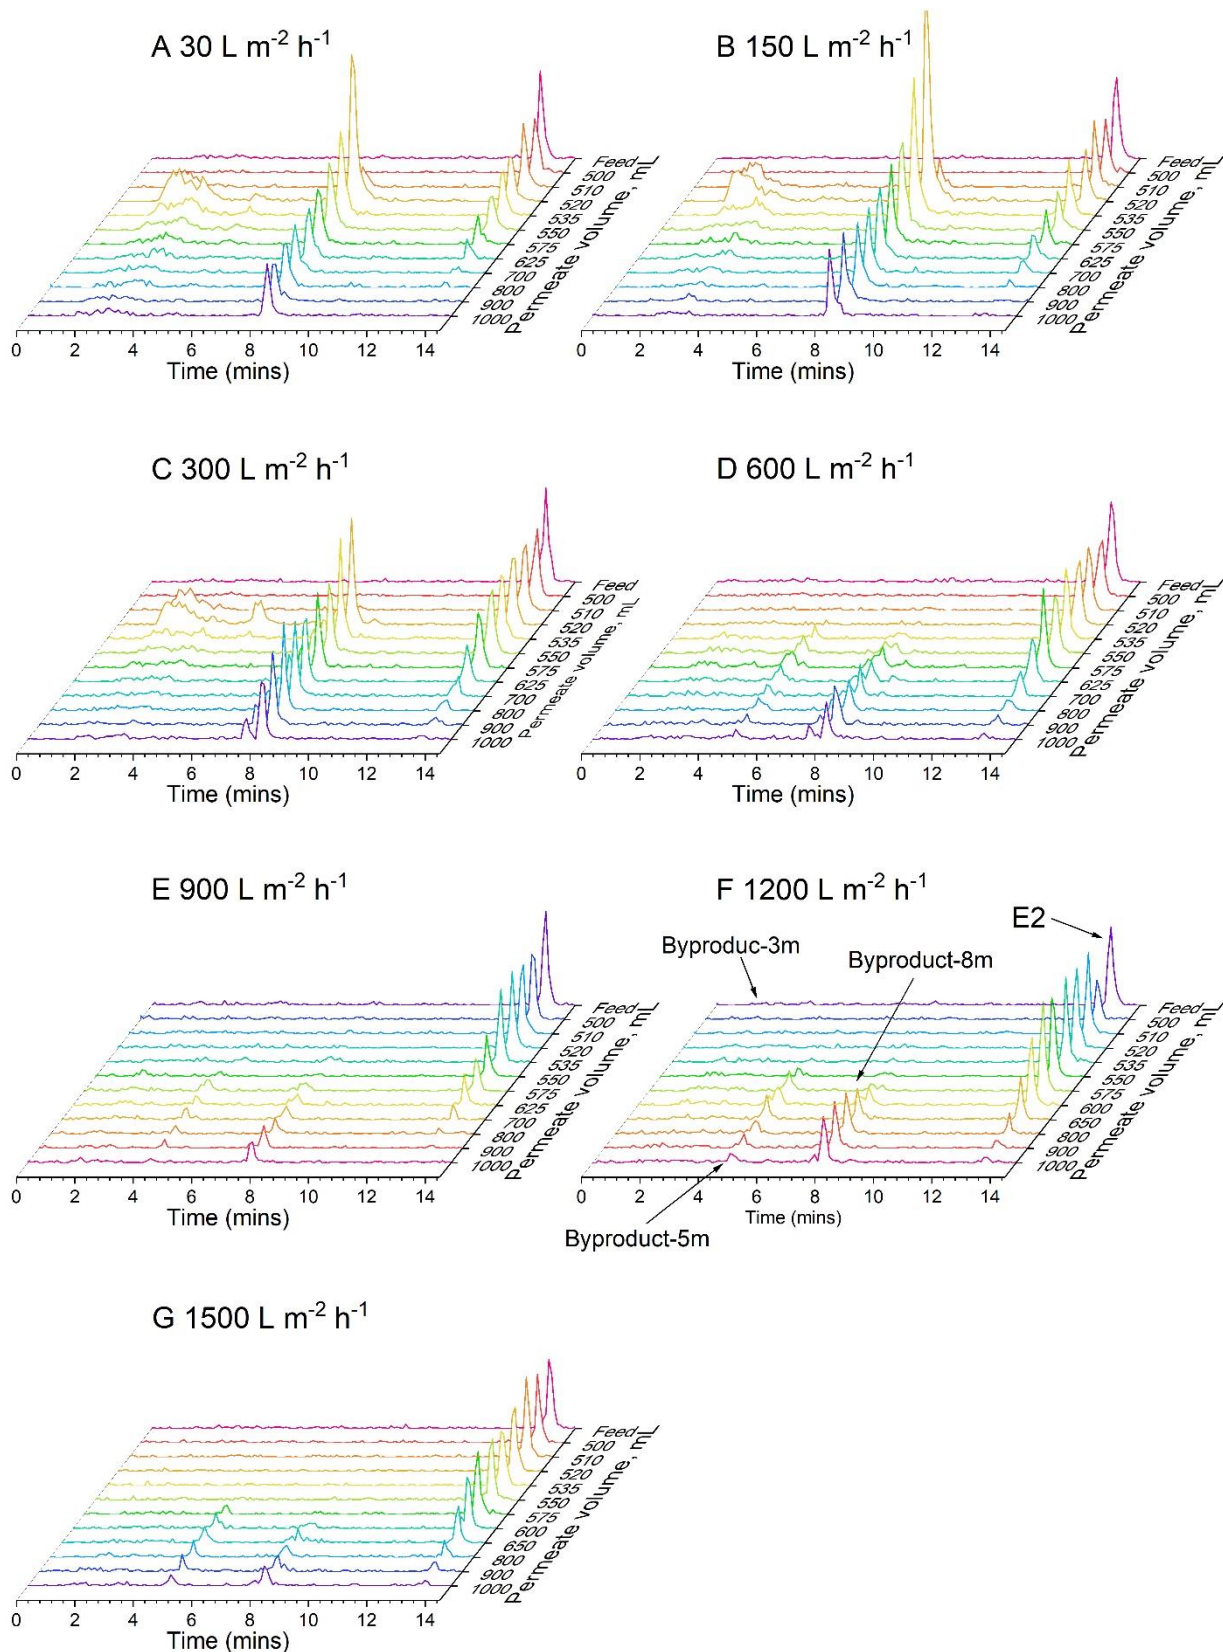 A 30 L m⁻² h⁻¹
B 150 L m⁻² h⁻¹
Feed
500
510
520
535
550
575
625
700
800
900
1000
Permeate volume, mL
0 2 4 6 8 10 12 14
Time (mins)
Feed
500
510
520
535
550
575
625
700
800
900
1000
Permeate volume, mL
0 2 4 6 8 10 12 14
Time (mins)
C 300 L m⁻² h⁻¹
D 600 L m⁻² h⁻¹
Feed
500
510
520
535
550
575
625
700
800
900
1000
Permeate volume, mL
0 2 4 6 8 10 12 14
Time (mins)
Feed
500
510
520
535
550
575
625
700
800
900
1000
Permeate volume, mL
0 2 4 6 8 10 12 14
Time (mins)
E 900 L m⁻² h⁻¹
F 1200 L m⁻² h⁻¹
Feed
500
510
520
535
550
575
625
700
800
900
1000
Permeate volume, mL
0 2 4 6 8 10 12 14
Time (mins)
E2
Byproduc-3m
Byproduct-8m
Feed
500
510
520
535
550
575
600
650
800
900
1000
Permeate volume, mL
0 2 4 6 8 10 12 14
Time (mins)
Byproduct-5m
G 1500 L m⁻² h⁻¹
Feed
500
510
520
535
550
575
600
650
800
900
1000
Permeate volume, mL
0 2 4 6 8 10 12 14
Time (mins)